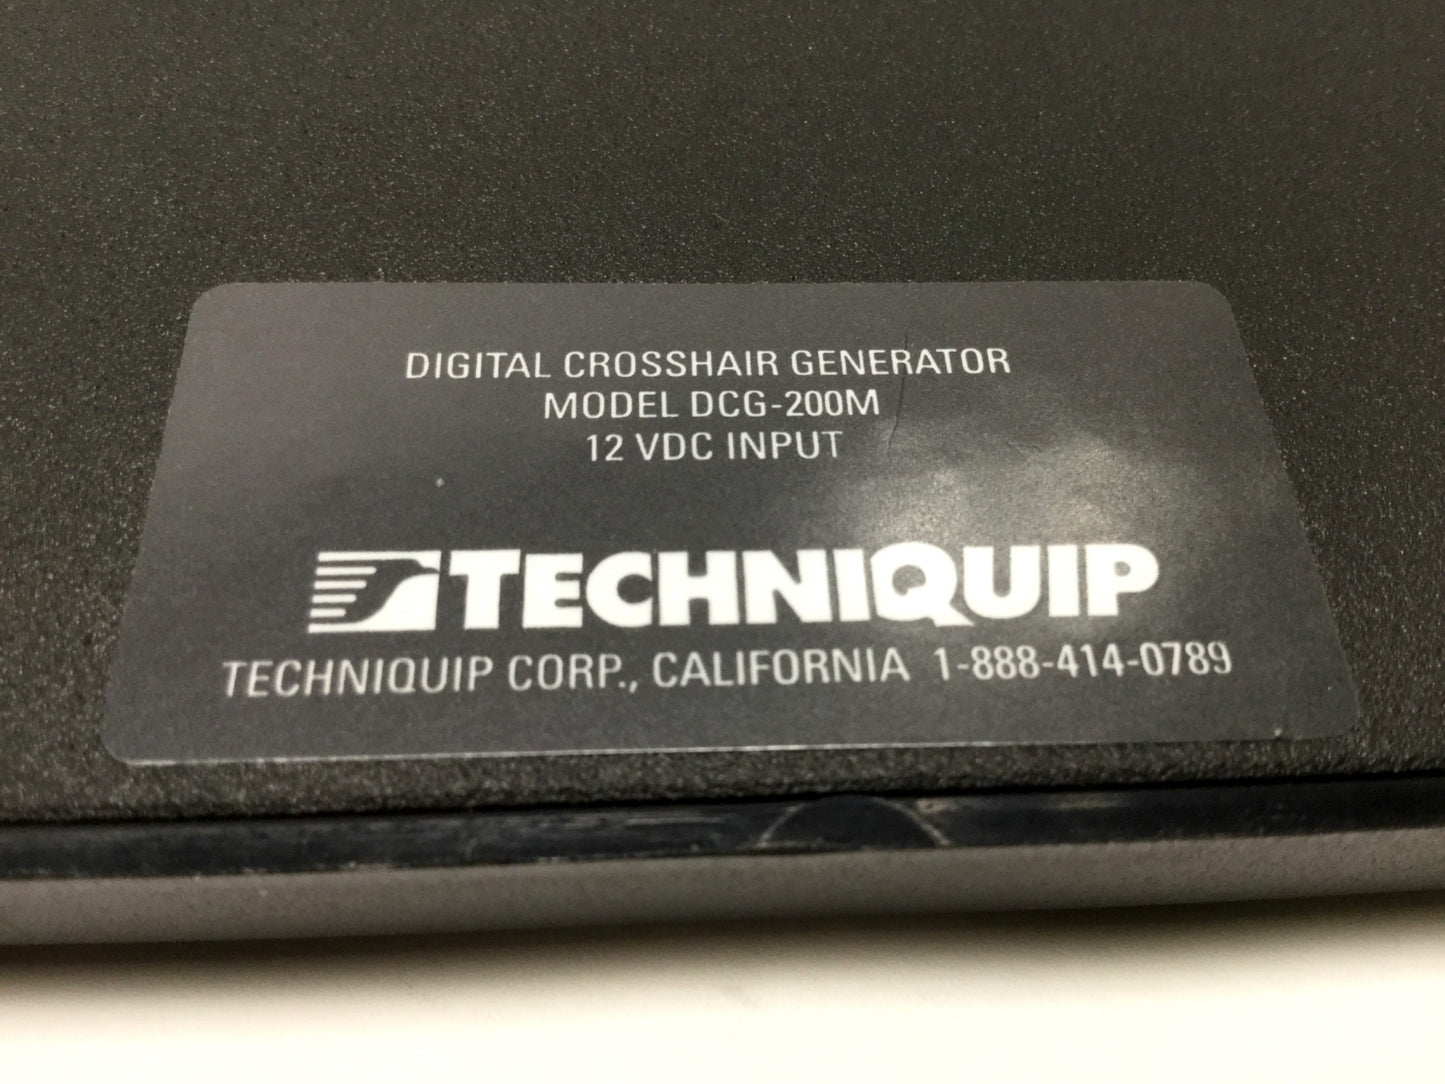 DIGITAL CROSSHAIR GENERATOR
MODEL DCG-200M
12 VDC INPUT
TECHNIQUIP
TECHNIQUIP CORP., CALIFORNIA 1-888-414-0789